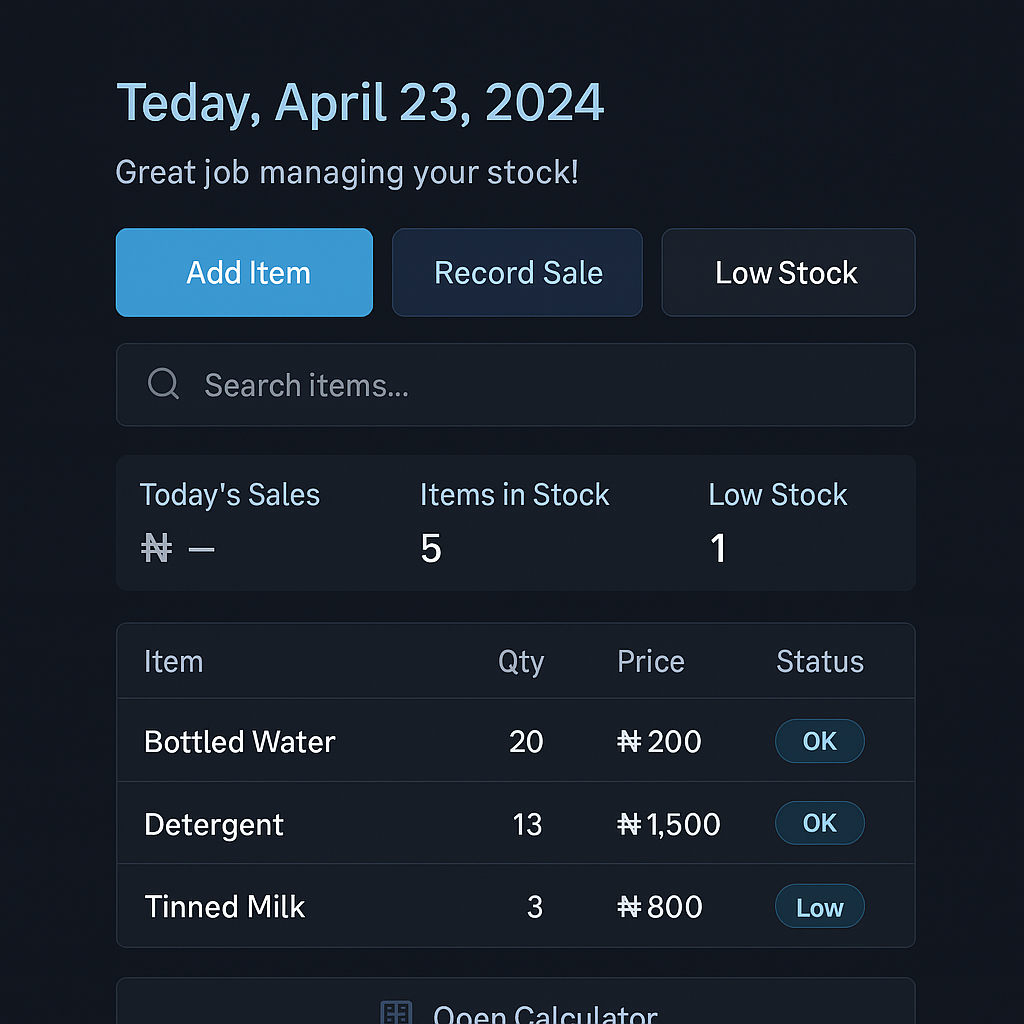 Teday, April 23, 2024
Great job managing your stock!
Add Item Record Sale Low Stock
Search items...
Today's Sales Items in Stock Low Stock
₦ — 5 1
Item Qty Price Status
Bottled Water 20 ₦200 OK
Detergent 13 ₦1,500 OK
Tinned Milk 3 ₦800 Low
Open Calculator